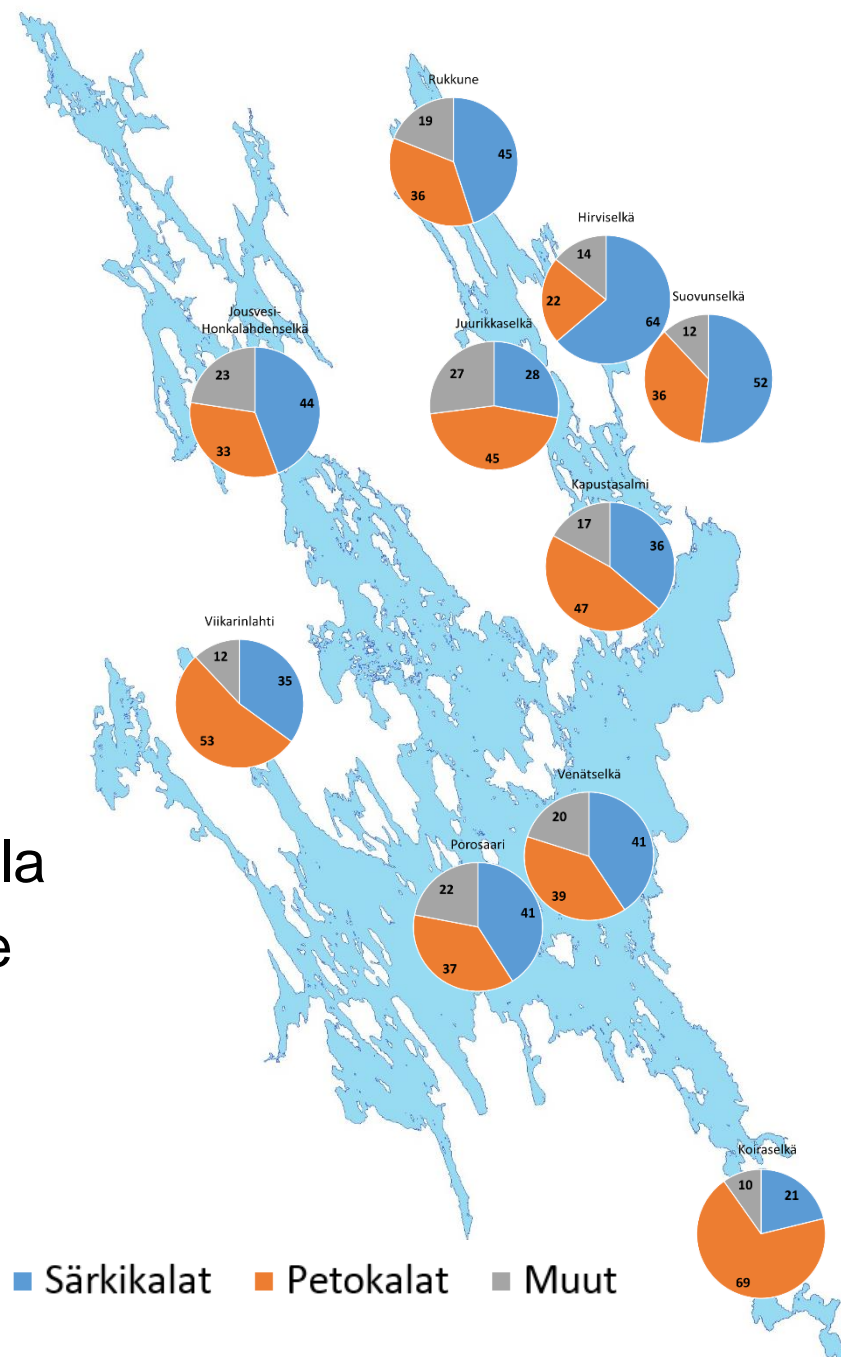 Rukkune
19
45
36
Hirviselkä
14
22
64
Suovunselkä
12
52
36
Jousvesi-
Honkalahdenselkä
23
44
33
Juurikkaselkä
27
28
45
Kapustasalmi
17
36
47
Viikarinlahti
12
35
53
Venätselkä
20
41
39
Porosaari
22
41
37
la
e
Koiraselkä
10
21
69
Särkikalat
Petokalat
Muut